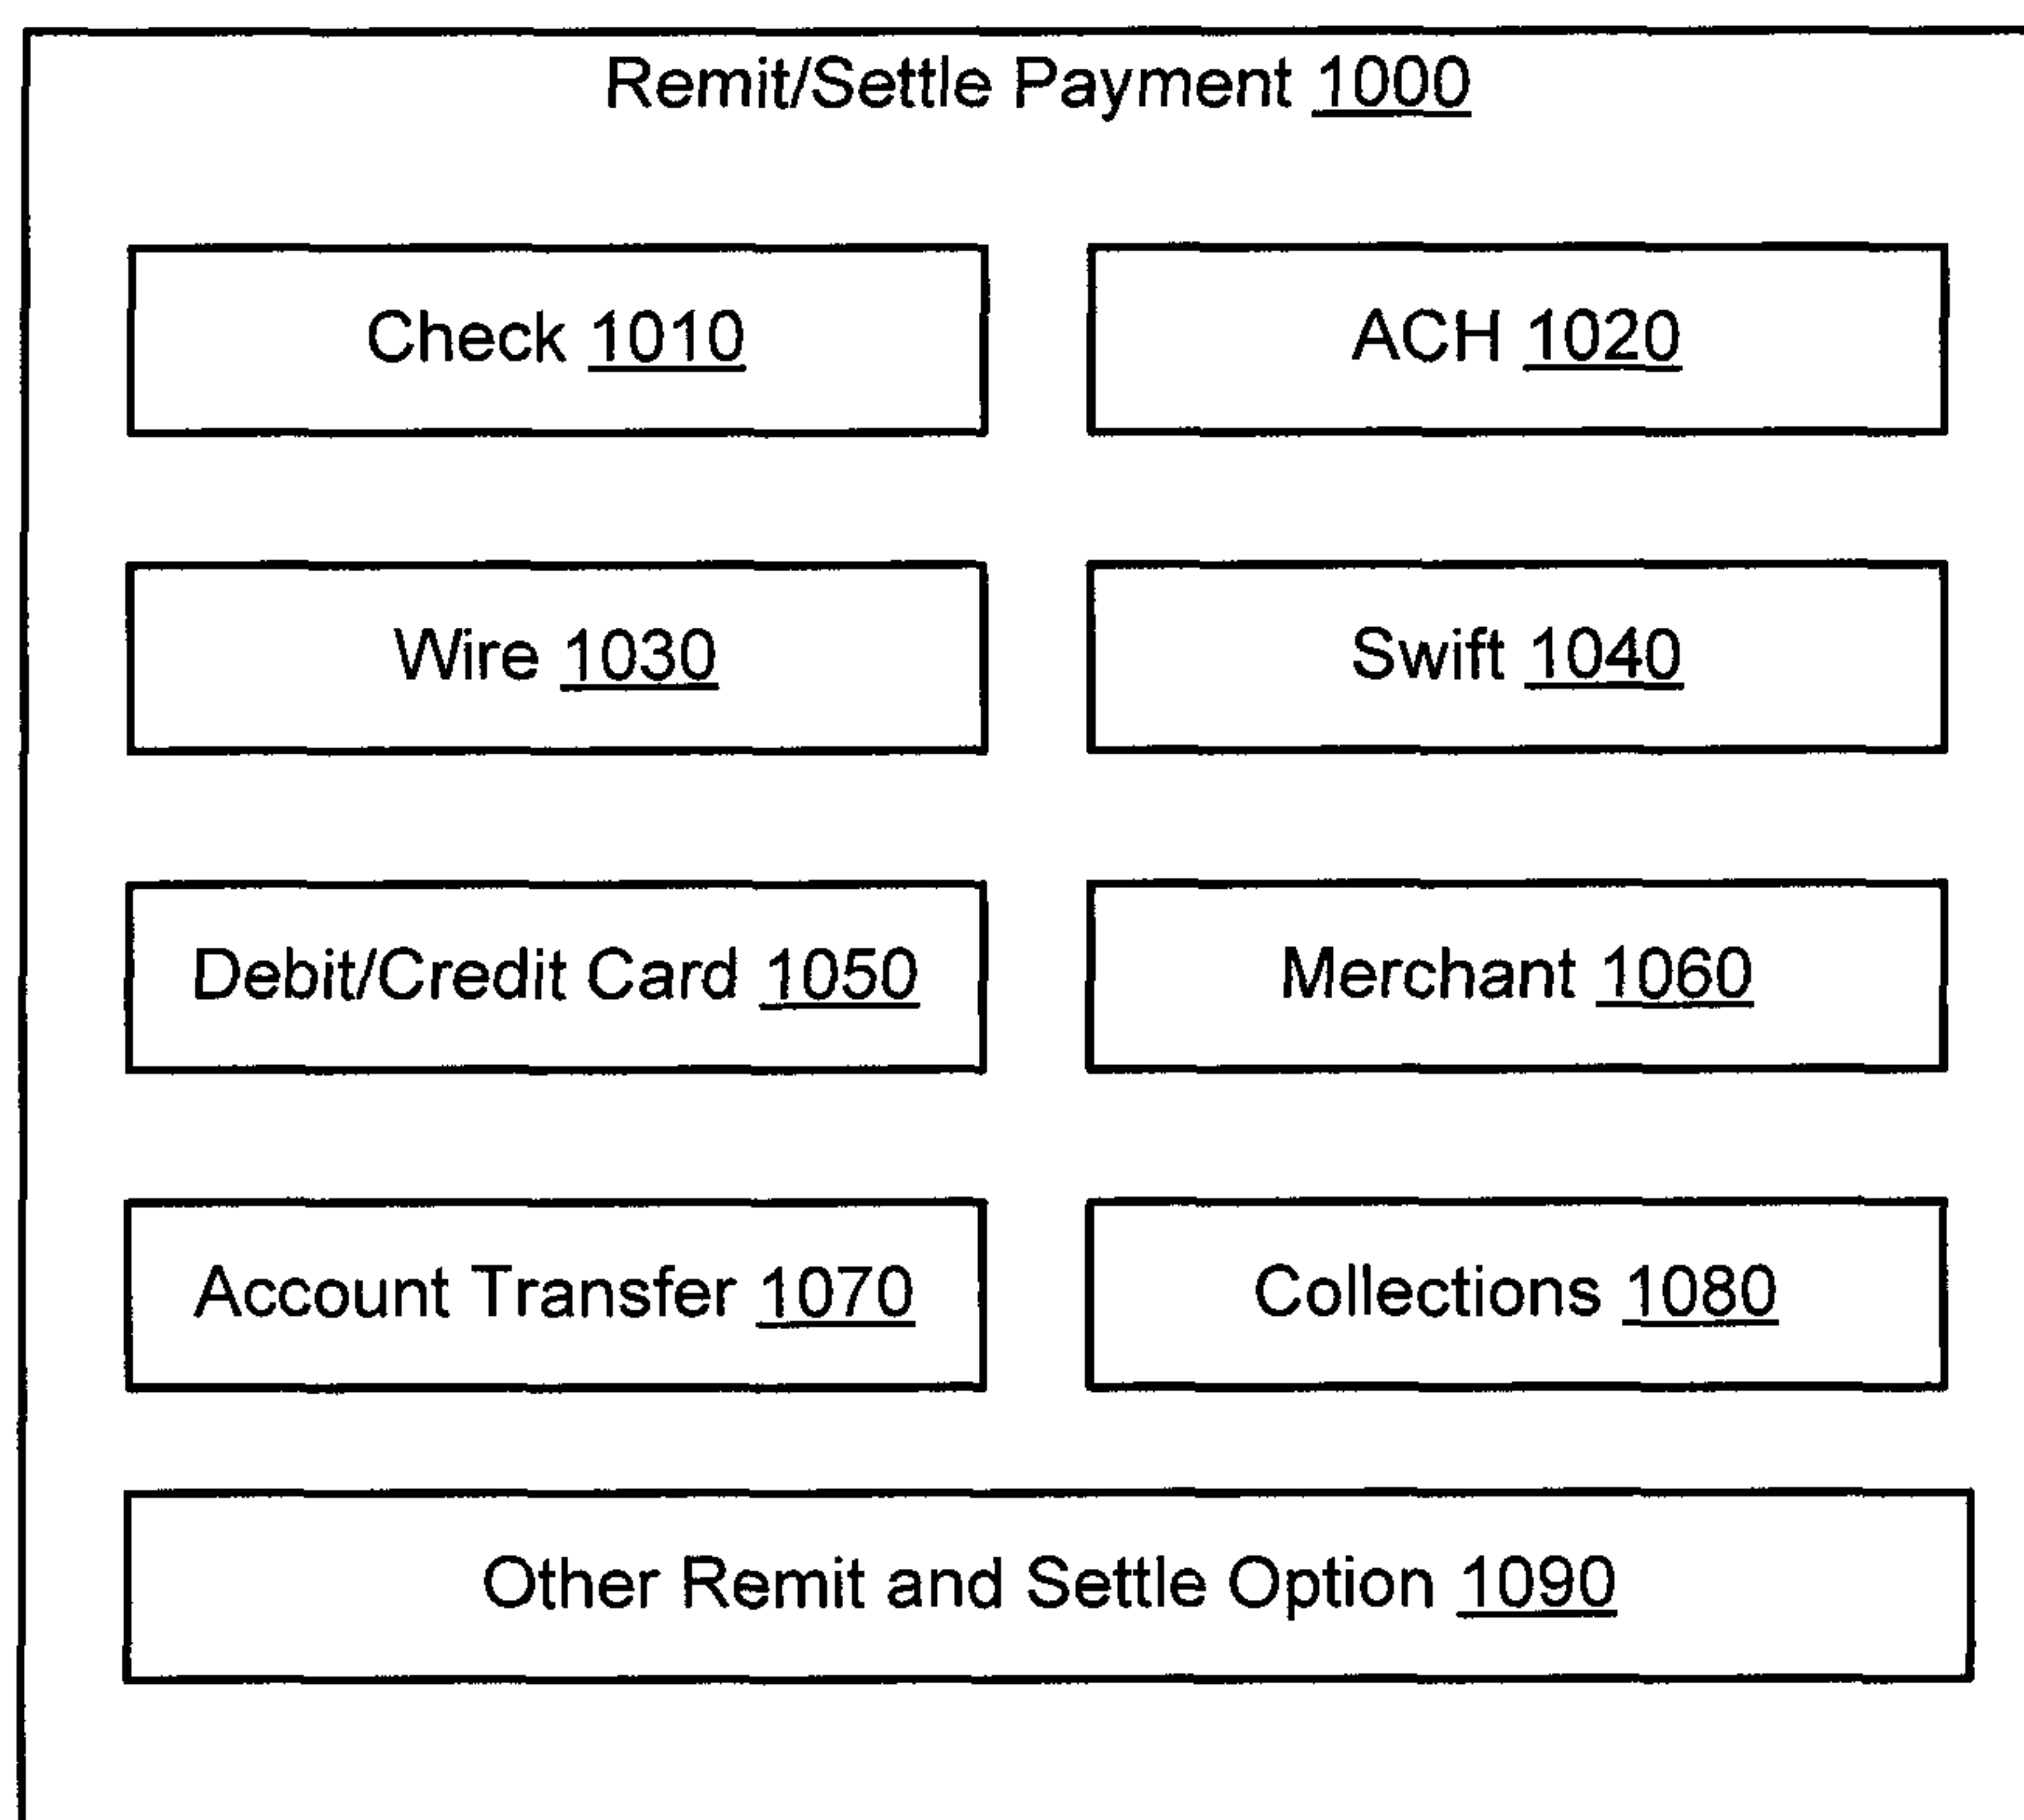 Remit/Settle Payment 1000
Check 1010
ACH 1020
Wire 1030
Swift 1040
Debit/Credit Card 1050
Merchant 1060
Account Transfer 1070
Collections 1080
Other Remit and Settle Option 1090